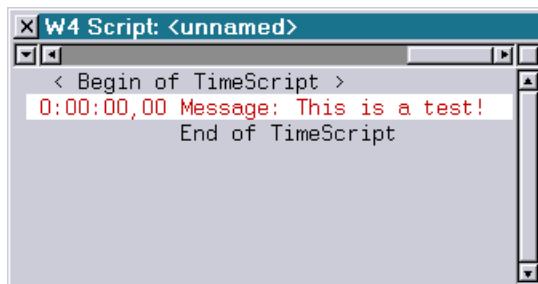 W4 Script: <unnamed>
< Begin of TimeScript >
0:00:00,00 Message: This is a test!
End of TimeScript